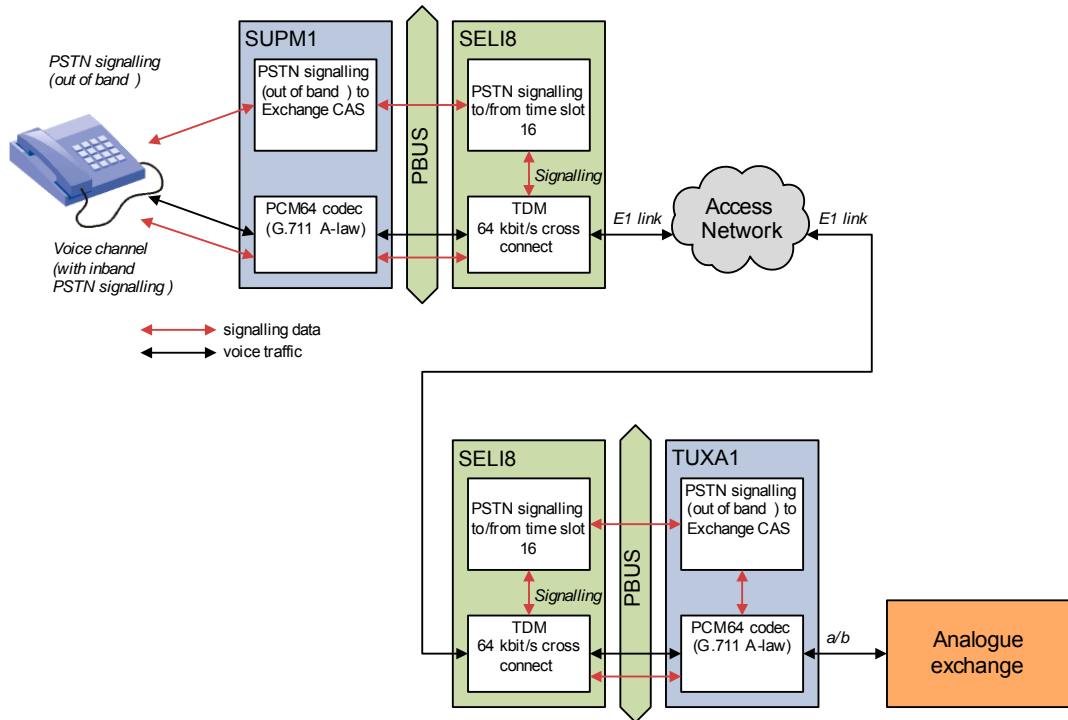 PSTN signalling
(out of band )
SUPM1
PSTN signalling
(out of band ) to
Exchange CAS
PCM64 codec
(G.711 A-law)
PBUS
SELI8
PSTN signalling
to/from time slot
16
Signalling
TDM
64 kbit/s cross
connect
E1 link
Access
Network
E1 link
Voice channel
(with inband
PSTN signalling )
signalling data
voice traffic
SELI8
PSTN signalling
to/from time slot
16
Signalling
TDM
64 kbit/s cross
connect
PBUS
TUXA1
PSTN signalling
(out of band ) to
Exchange CAS
PCM64 codec
(G.711 A-law)
a/b
Analogue
exchange